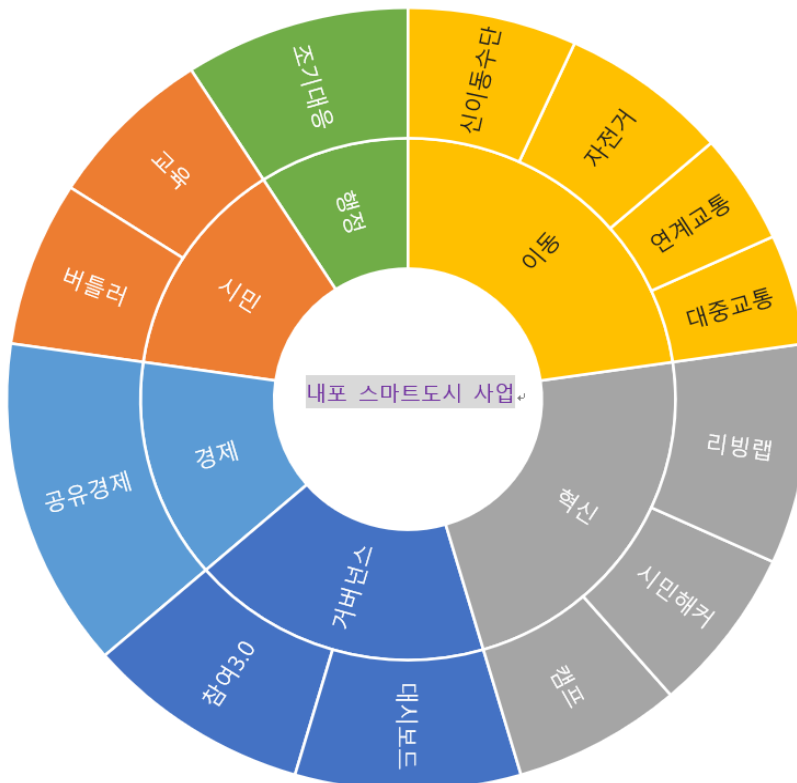 내포 스마트도시 사업
이동
신이동수단
자전거
연계교통
대중교통
혁신
리빙랩
시민해커
캠프
거버넌스
대시보드
참여3.0
경제
공유경제
시민
버틀러
교육
행정
조기대응